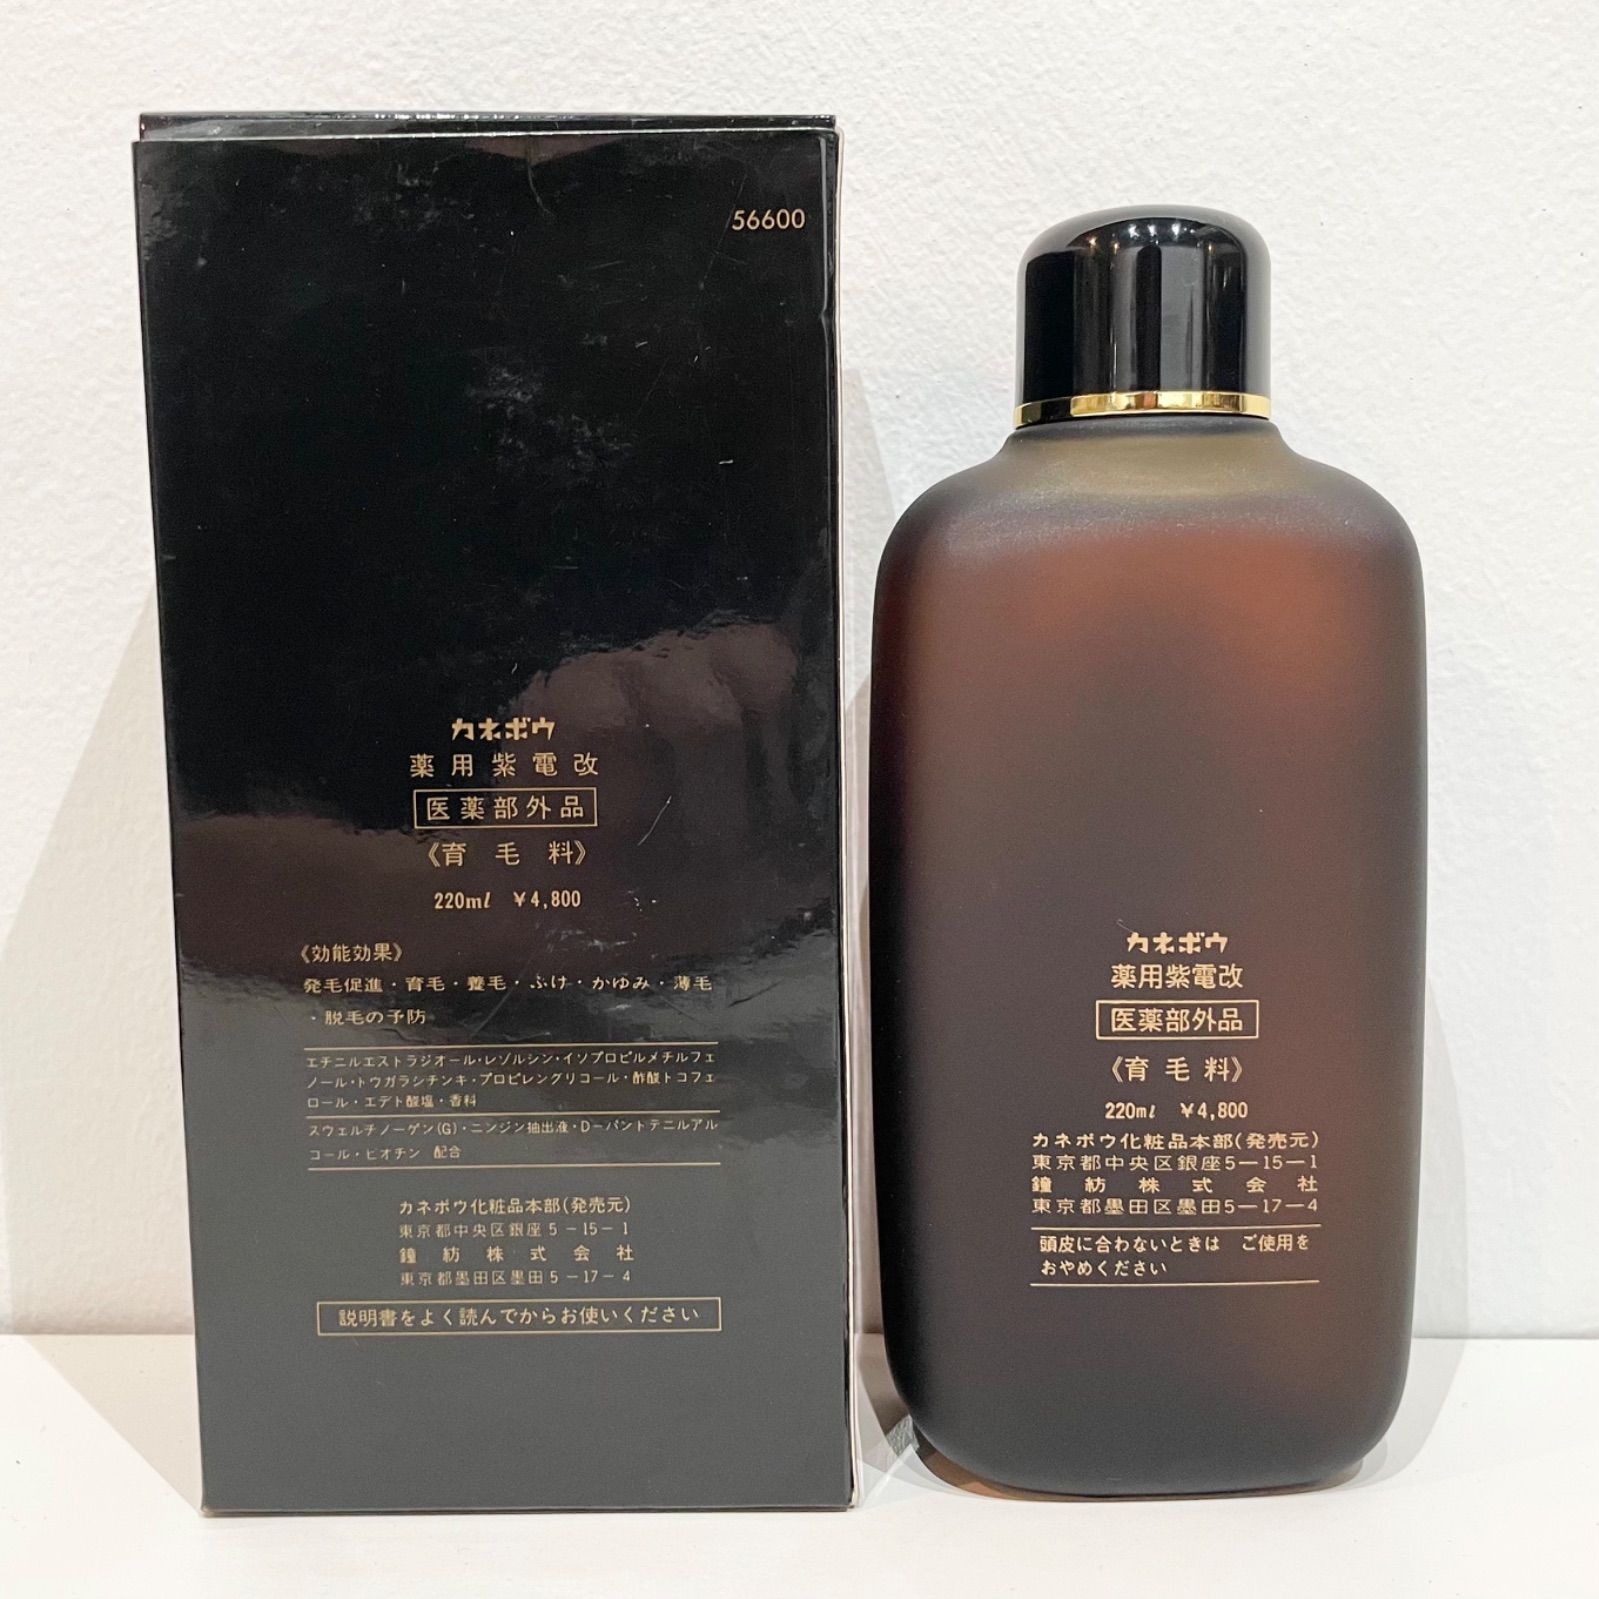 56600
カネボウ
薬用紫電改
医薬部外品
《育毛料》
220ml ¥4,800
《効能効果》
発毛促進・育毛・養毛・ふけ・かゆみ・薄毛
・脱毛の予防
エチニルエストラジオール・レゾルシン・イソプロピルメチルフェ
ノール・トウガラシチンキ・プロピレングリコール・酢酸トコフェ
ロール・エデト酸塩・香料
スウェルチノーゲン(G)・ニンジン抽出液・D−パントテニルアル
コール・ビオチン 配合
カネボウ化粧品本部(発売元)
東京都中央区銀座5−15−1
鐘紡株式会社
東京都墨田区墨田5−17−4
説明書をよく読んでからお使いください
カネボウ
薬用紫電改
医薬部外品
《育毛料》
220ml ¥4,800
カネボウ化粧品本部(発売元)
東京都中央区銀座5−15−1
鐘紡株式会社
東京都墨田区墨田5−17−4
頭皮に合わないときは ご使用を
おやめください